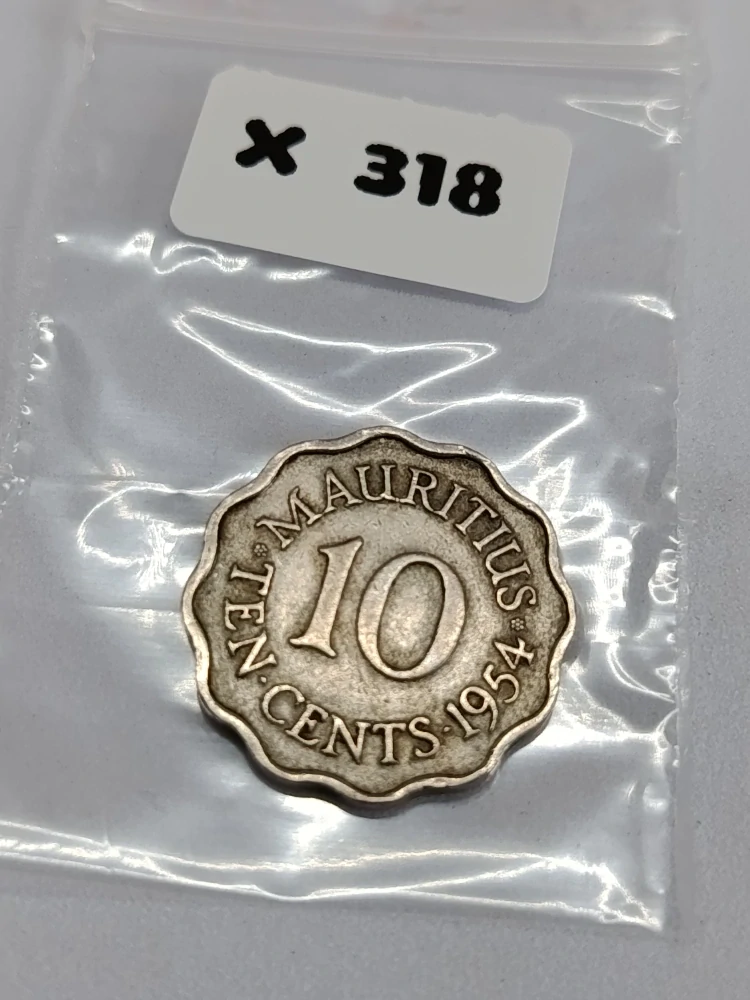 X 318
MAURITIUS
10
TEN · CENTS · 1954